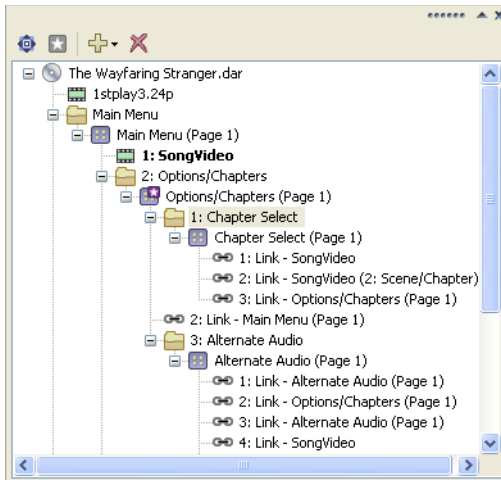 The Wayfaring Stranger.dar
1stplay3.24p
Main Menu
Main Menu (Page 1)
1: SongVideo
2: Options/Chapters
Options/Chapters (Page 1)
1: Chapter Select
Chapter Select (Page 1)
1: Link - SongVideo
2: Link - SongVideo (2: Scene/Chapter)
3: Link - Options/Chapters (Page 1)
2: Link - Main Menu (Page 1)
3: Alternate Audio
Alternate Audio (Page 1)
1: Link - Alternate Audio (Page 1)
2: Link - Options/Chapters (Page 1)
3: Link - Alternate Audio (Page 1)
4: Link - SongVideo